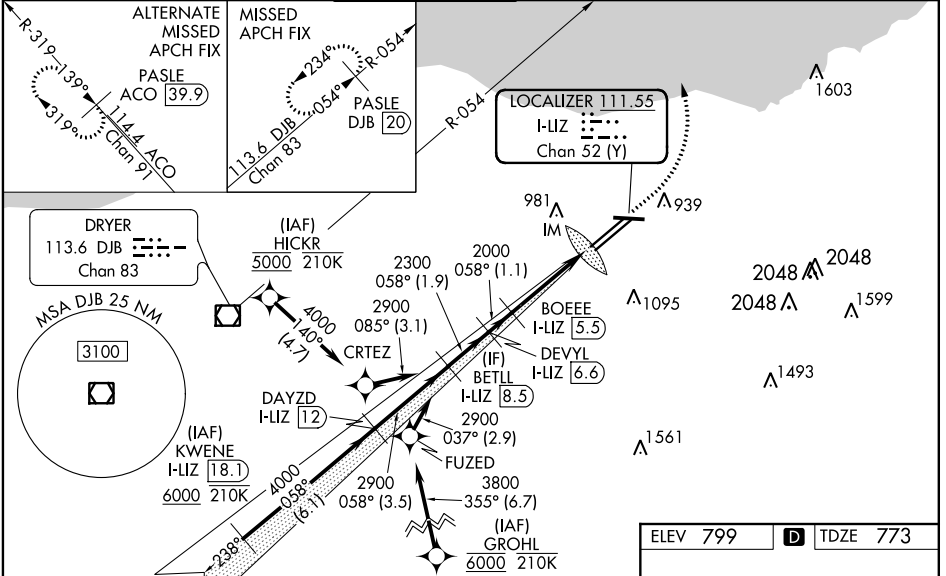 ALTERNATE
MISSED
APCH FIX
R-319
139°
319°
PASLE
ACO 39.9
114.4 ACO
Chan 91
MISSED
APCH FIX
234°
R-054
054°
PASLE
DJB 20
113.6 DJB
Chan 83
R-054
LOCALIZER 111.55
I-LIZ
Chan 52 (Y)
1603
981
IM
939
DRYER
113.6 DJB
Chan 83
(IAF)
HICKR
5000 210K
2000
058° (1.1)
2300
058° (1.9)
2900
085° (3.1)
4000
140°
(4.7)
CRTEZ
2048
2048
2048
1095
1599
BOEEE
I-LIZ 5.5
DEVYL
I-LIZ 6.6
(IF)
BETLL
I-LIZ 8.5
1493
MSA DJB 25 NM
3100
DAYZD
I-LIZ 12
2900
037° (2.9)
FUZED
1561
(IAF)
KWENE
I-LIZ 18.1
6000 210K
4000
058°
(6.1)
2900
058° (3.5)
3800
355° (6.7)
238°
(IAF)
GROHL
6000 210K
ELEV 799 D TDZE 773